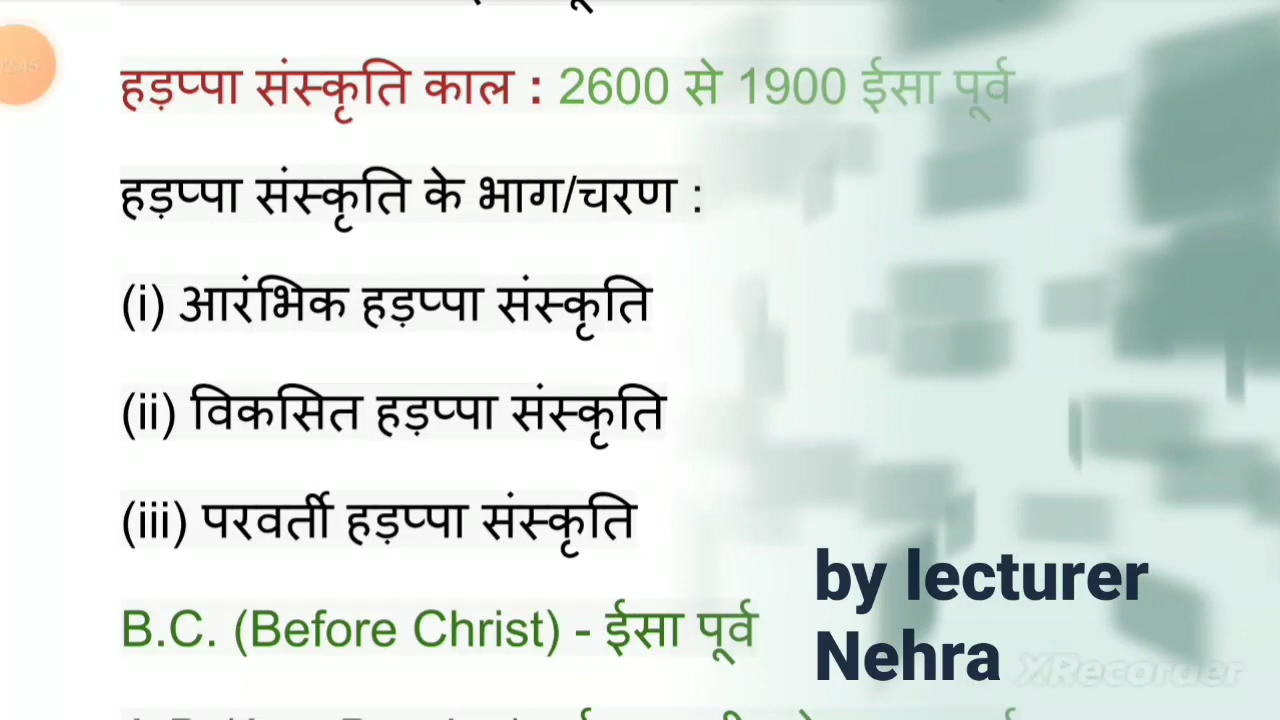 हड़प्पा संस्कृति काल : 2600 से 1900 ईसा पूर्व
हड़प्पा संस्कृति के भाग/चरण :
(i) आरंभिक हड़प्पा संस्कृति
(ii) विकसित हड़प्पा संस्कृति
(iii) परवर्ती हड़प्पा संस्कृति
B.C. (Before Christ) - ईसा पूर्व
by lecturer
Nehra
XRecorder